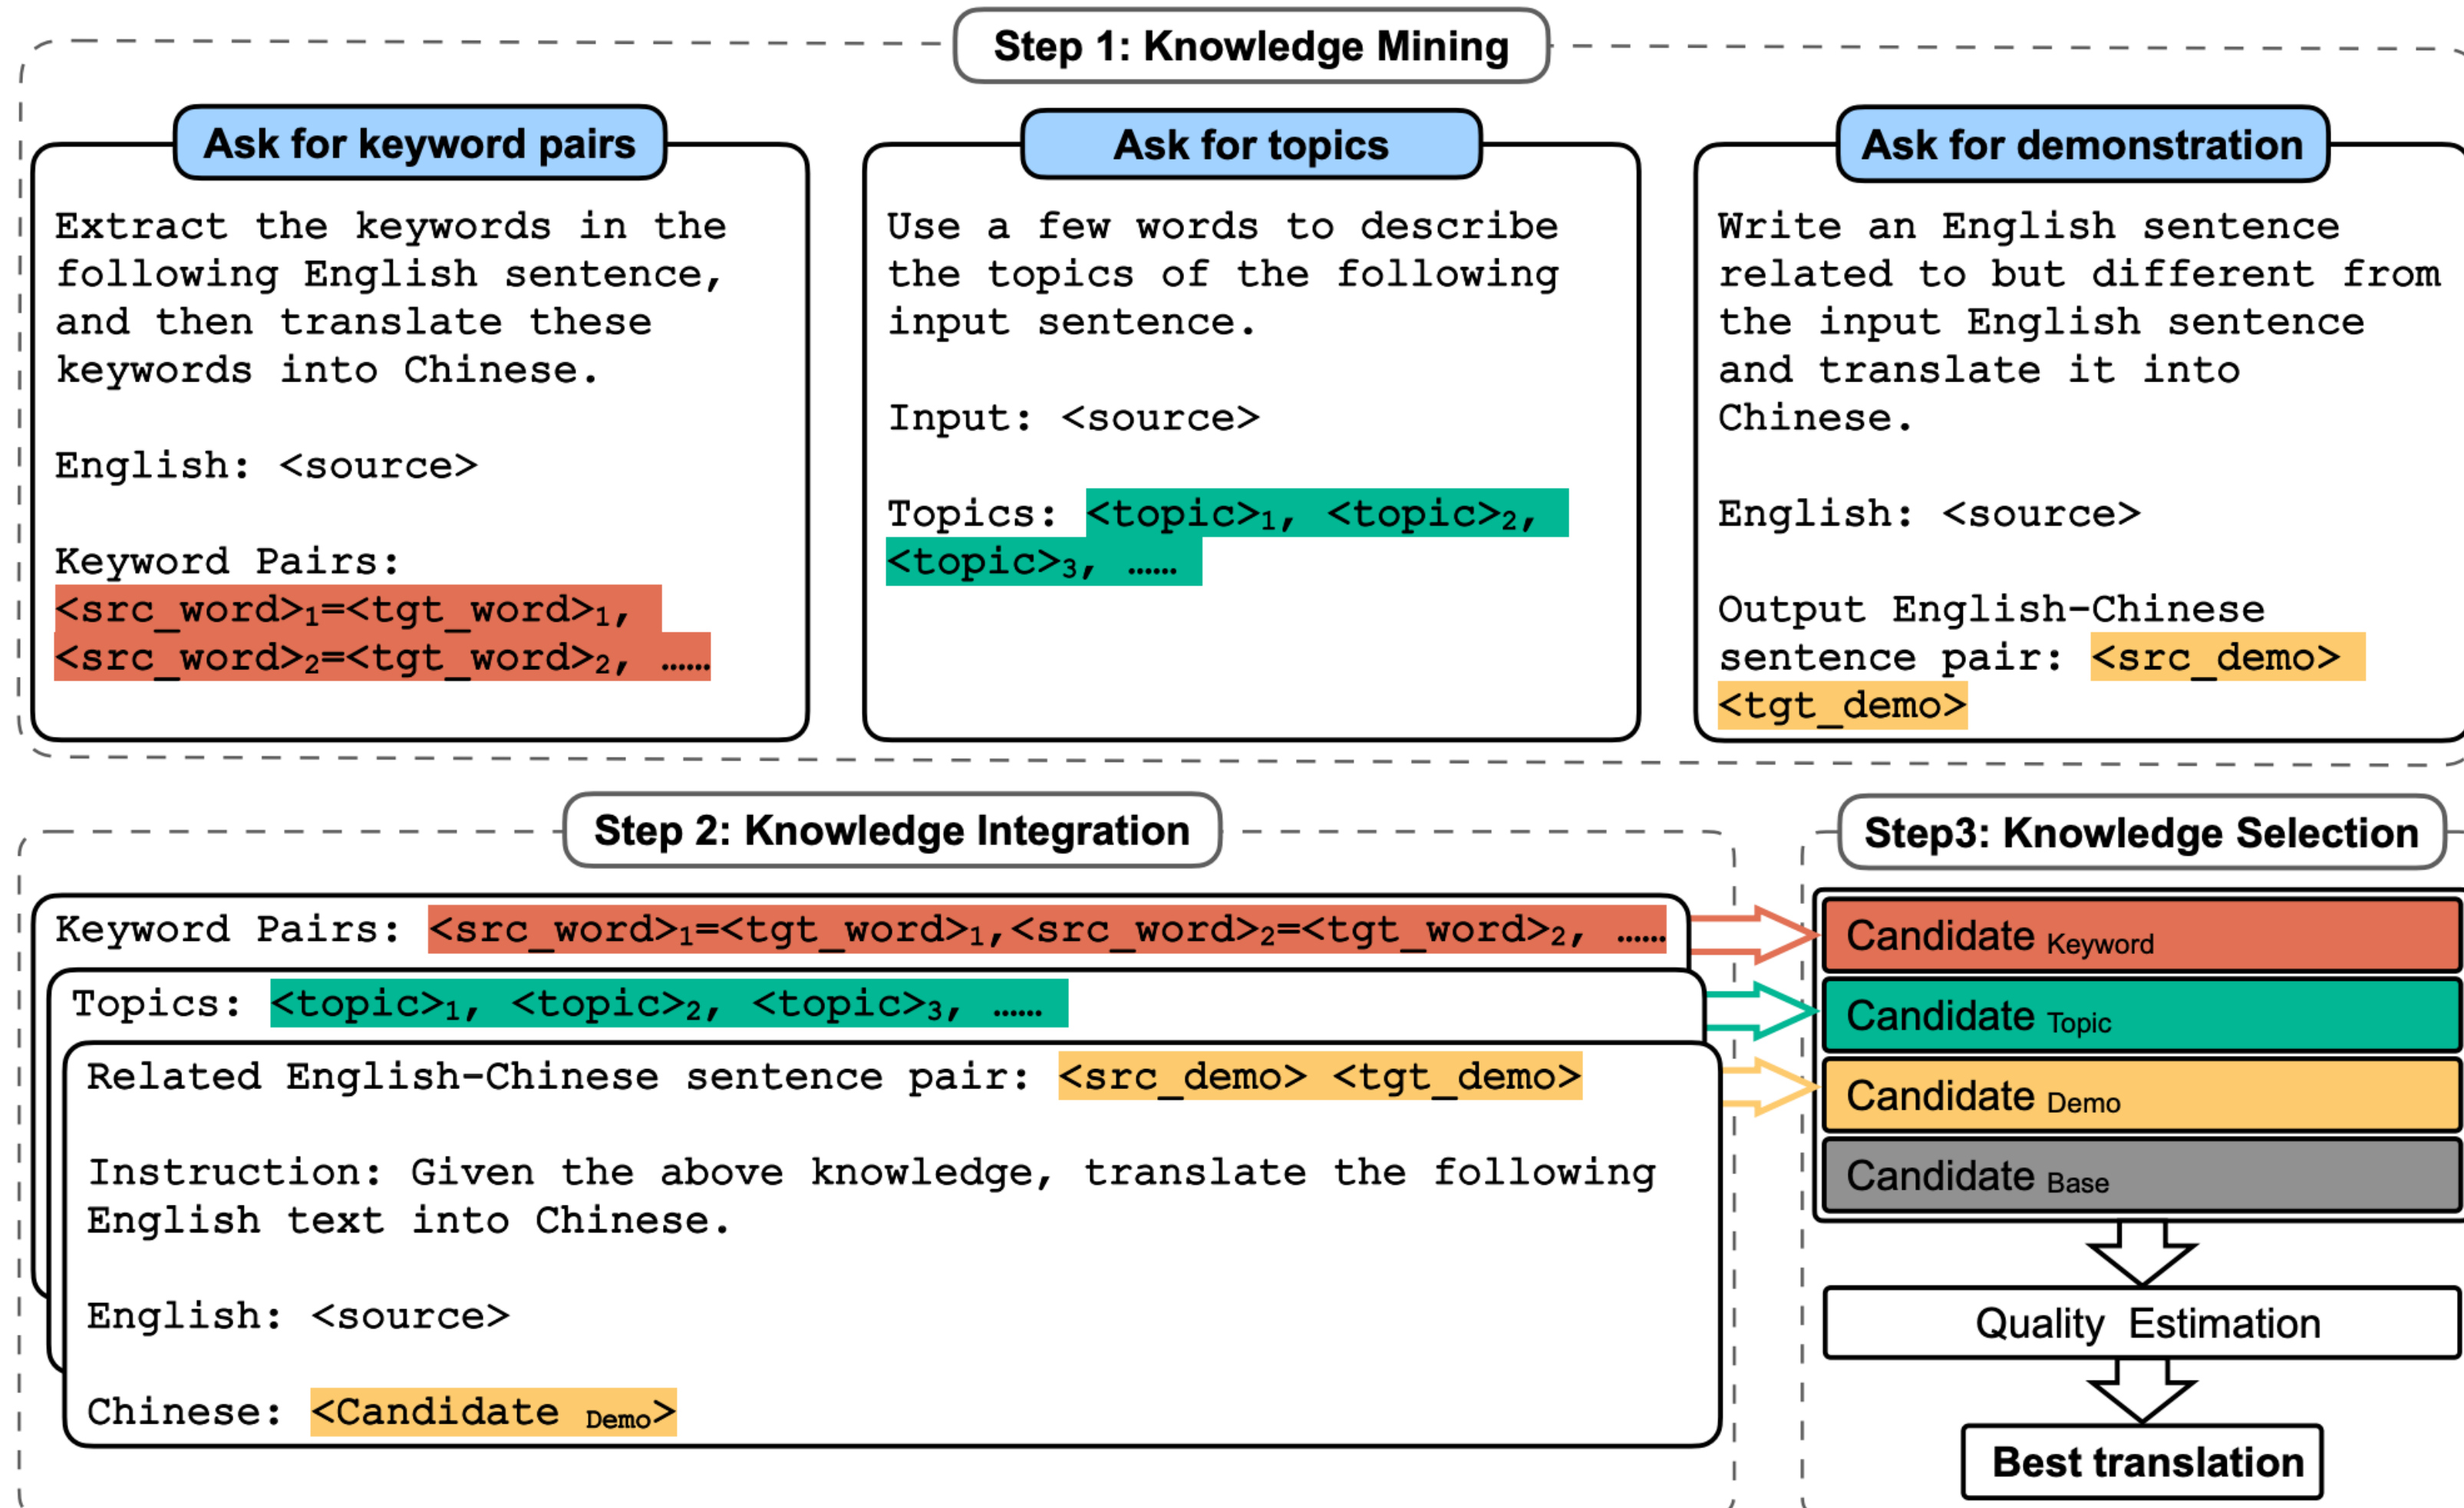 Step 1: Knowledge Mining
Ask for keyword pairs
Extract the keywords in the
following English sentence,
and then translate these
keywords into Chinese.
English: <source>
Keyword Pairs:
<src_word>₁=<tgt_word>₁,
<src_word>₂=<tgt_word>₂, ……
Ask for topics
Use a few words to describe
the topics of the following
input sentence.
Input: <source>
Topics: <topic>₁, <topic>₂,
<topic>₃, ……
Ask for demonstration
Write an English sentence
related to but different from
the input English sentence
and translate it into
Chinese.
English: <source>
Output English-Chinese
sentence pair: <src_demo>
<tgt_demo>
Step 2: Knowledge Integration
Keyword Pairs: <src_word>₁=<tgt_word>₁,<src_word>₂=<tgt_word>₂, ……
Topics: <topic>₁, <topic>₂, <topic>₃, ……
Related English-Chinese sentence pair: <src_demo> <tgt_demo>
Instruction: Given the above knowledge, translate the following
English text into Chinese.
English: <source>
Chinese: <Candidate Demo>
Step3: Knowledge Selection
Candidate Keyword
Candidate Topic
Candidate Demo
Candidate Base
Quality Estimation
Best translation